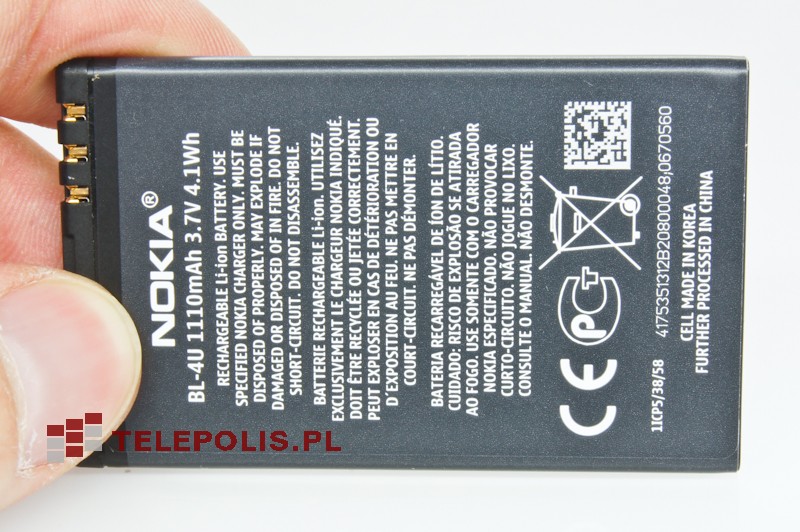 NOKIA®
BL-4U 1110mAh 3.7V 4.1Wh
RECHARGEABLE Li-ion BATTERY. USE
SPECIFIED NOKIA CHARGER ONLY. MUST BE
DISPOSED OF PROPERLY. MAY EXPLODE IF
DAMAGED OR DISPOSED OF IN FIRE. DO NOT
SHORT-CIRCUIT. DO NOT DISASSEMBLE.
BATTERIE RECHARGEABLE Li-ion. UTILISEZ
EXCLUSIVEMENT LE CHARGEUR NOKIA INDIQUÉ.
DOIT ÊTRE RECYCLÉE OU JETÉE CORRECTEMENT.
PEUT EXPLOSER EN CAS DE DÉTÉRIORATION OU
D'EXPOSITION AU FEU. NE PAS METTRE EN
COURT-CIRCUIT. NE PAS DÉMONTER.
BATERIA RECARREGÁVEL DE ÍON DE LÍTIO.
CUIDADO: RISCO DE EXPLOSÃO SE ATIRADA
AO FOGO. USE SOMENTE O CARREGADOR
NOKIA ESPECIFICADO. NÃO PROVOCAR
CURTO-CIRCUITO. NÃO JOGUE NO LIXO.
CONSULTE O MANUAL. NÃO DESMONTE.
CE PCT
1ICP5/38/58
4175351312B20800048;0670560
CELL MADE IN KOREA
FURTHER PROCESSED IN CHINA
TELEPOLIS.PL